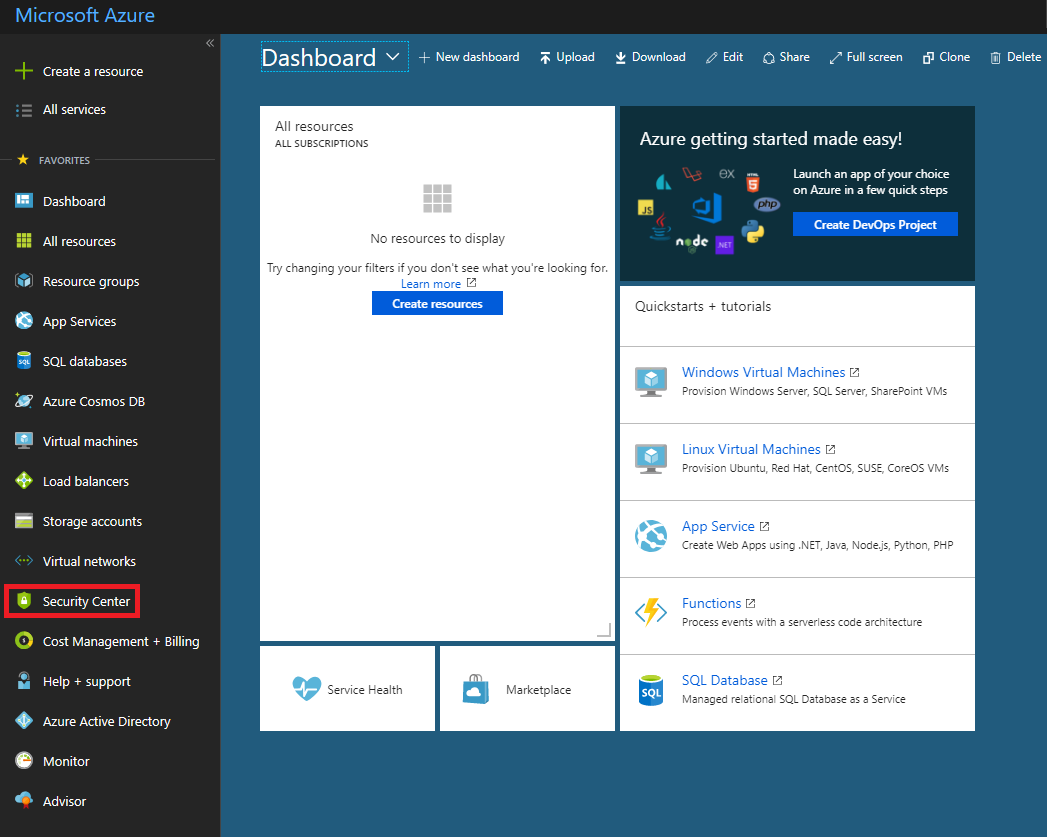 Microsoft Azure
Create a resource
All services
FAVORITES
Dashboard
All resources
Resource groups
App Services
SQL databases
Azure Cosmos DB
Virtual machines
Load balancers
Storage accounts
Virtual networks
Security Center
Cost Management + Billing
Help + support
Azure Active Directory
Monitor
Advisor
Dashboard
New dashboard
Upload
Download
Edit
Share
Full screen
Clone
Delete
All resources
ALL SUBSCRIPTIONS
No resources to display
Try changing your filters if you don't see what you're looking for.
Learn more
Create resources
Service Health
Marketplace
Azure getting started made easy!
EX
HTML
5
JS
php
node
.NET
Launch an app of your choice
on Azure in a few quick steps
Create DevOps Project
Quickstarts + tutorials
Windows Virtual Machines
Provision Windows Server, SQL Server, SharePoint VMs
Linux Virtual Machines
Provision Ubuntu, Red Hat, CentOS, SUSE, CoreOS VMs
App Service
Create Web Apps using .NET, Java, Node.js, Python, PHP
Functions
Process events with a serverless code architecture
SQL
SQL Database
Managed relational SQL Database as a Service